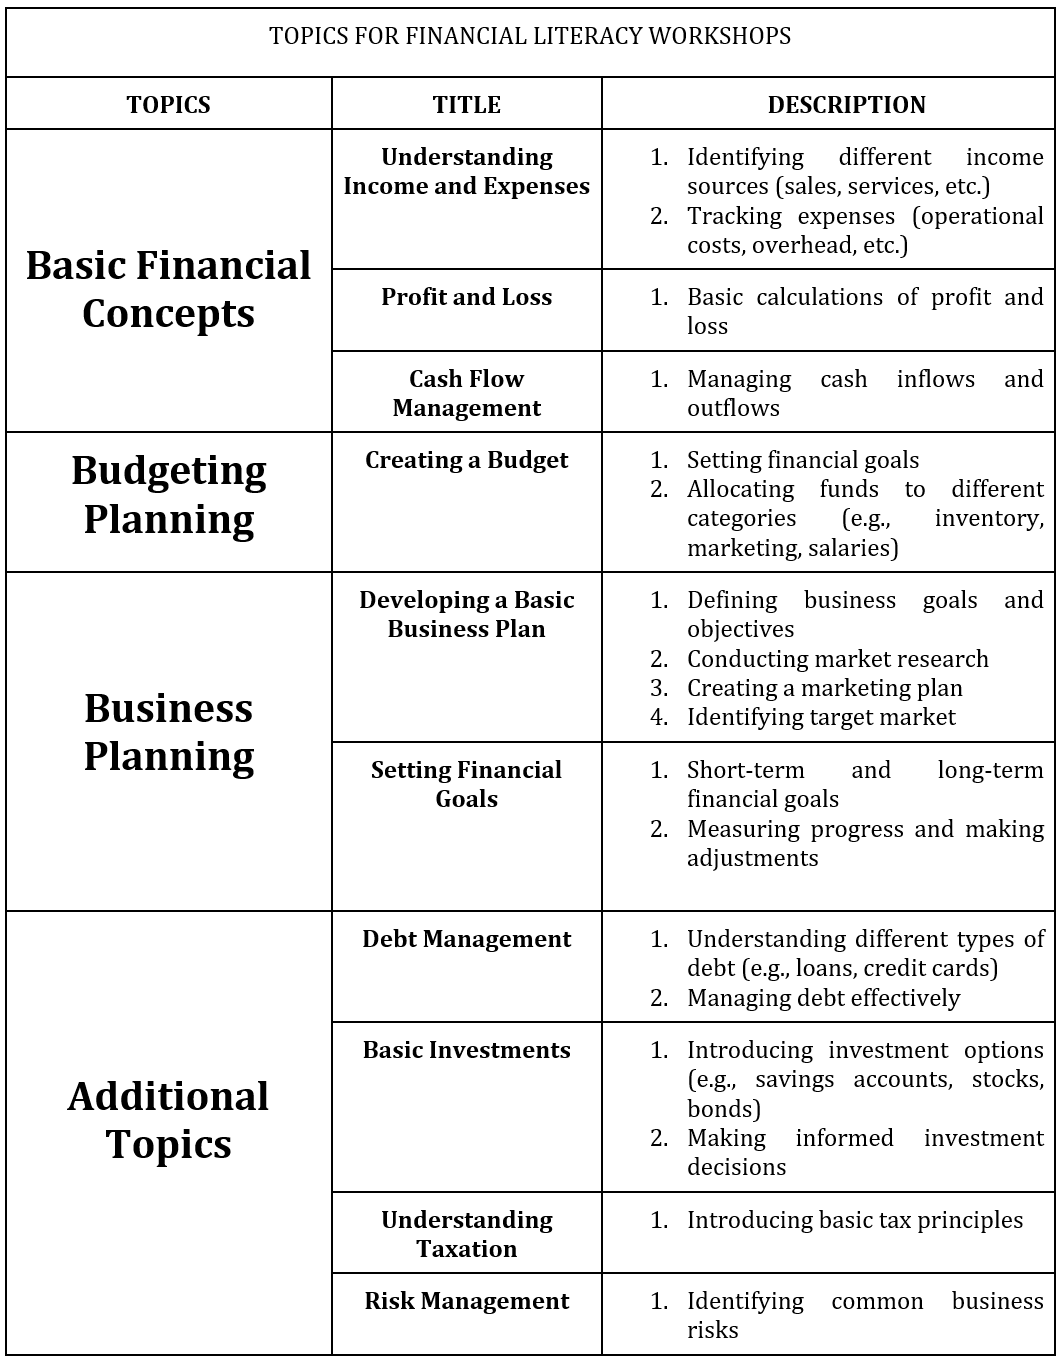 TOPICS FOR FINANCIAL LITERACY WORKSHOPS
TOPICS
TITLE
DESCRIPTION
Basic Financial
Concepts
Understanding
Income and Expenses
1. Identifying different income
sources (sales, services, etc.)
2. Tracking expenses (operational
costs, overhead, etc.)
Profit and Loss
1. Basic calculations of profit and
loss
Cash Flow
Management
1. Managing cash inflows and
outflows
Budgeting
Planning
Creating a Budget
1. Setting financial goals
2. Allocating funds to different
categories (e.g., inventory,
marketing, salaries)
Business
Planning
Developing a Basic
Business Plan
1. Defining business goals and
objectives
2. Conducting market research
3. Creating a marketing plan
4. Identifying target market
Setting Financial
Goals
1. Short-term and long-term
financial goals
2. Measuring progress and making
adjustments
Additional
Topics
Debt Management
1. Understanding different types of
debt (e.g., loans, credit cards)
2. Managing debt effectively
Basic Investments
1. Introducing investment options
(e.g., savings accounts, stocks,
bonds)
2. Making informed investment
decisions
Understanding
Taxation
1. Introducing basic tax principles
Risk Management
1. Identifying common business
risks